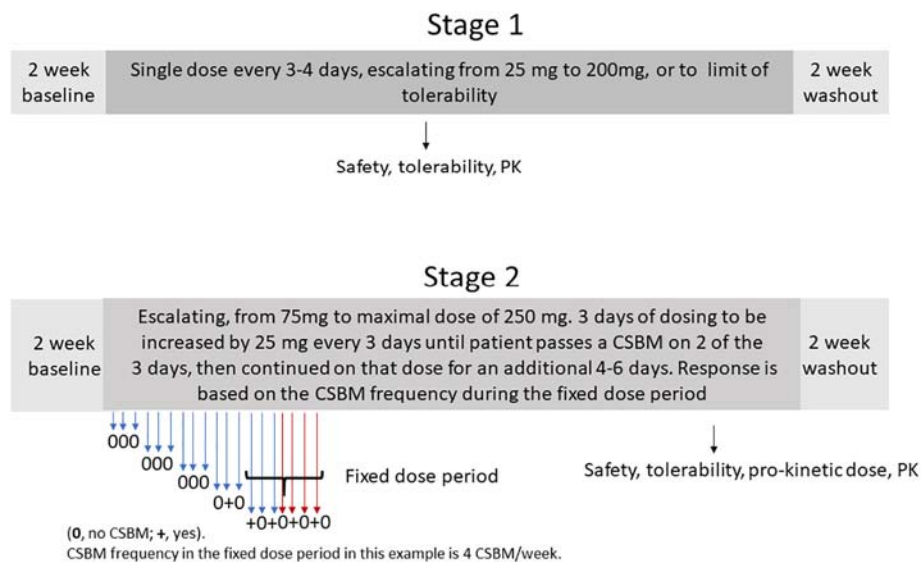 Stage 1
2 week
baseline
Single dose every 3-4 days, escalating from 25 mg to 200mg, or to limit of
tolerability
2 week
washout
Safety, tolerability, PK
Stage 2
2 week
baseline
Escalating, from 75mg to maximal dose of 250 mg. 3 days of dosing to be
increased by 25 mg every 3 days until patient passes a CSBM on 2 of the
3 days, then continued on that dose for an additional 4-6 days. Response is
based on the CSBM frequency during the fixed dose period
2 week
washout
000
000
000
0+0
+0+0+0+0
Fixed dose period
Safety, tolerability, pro-kinetic dose, PK
(0, no CSBM; +, yes).
CSBM frequency in the fixed dose period in this example is 4 CSBM/week.